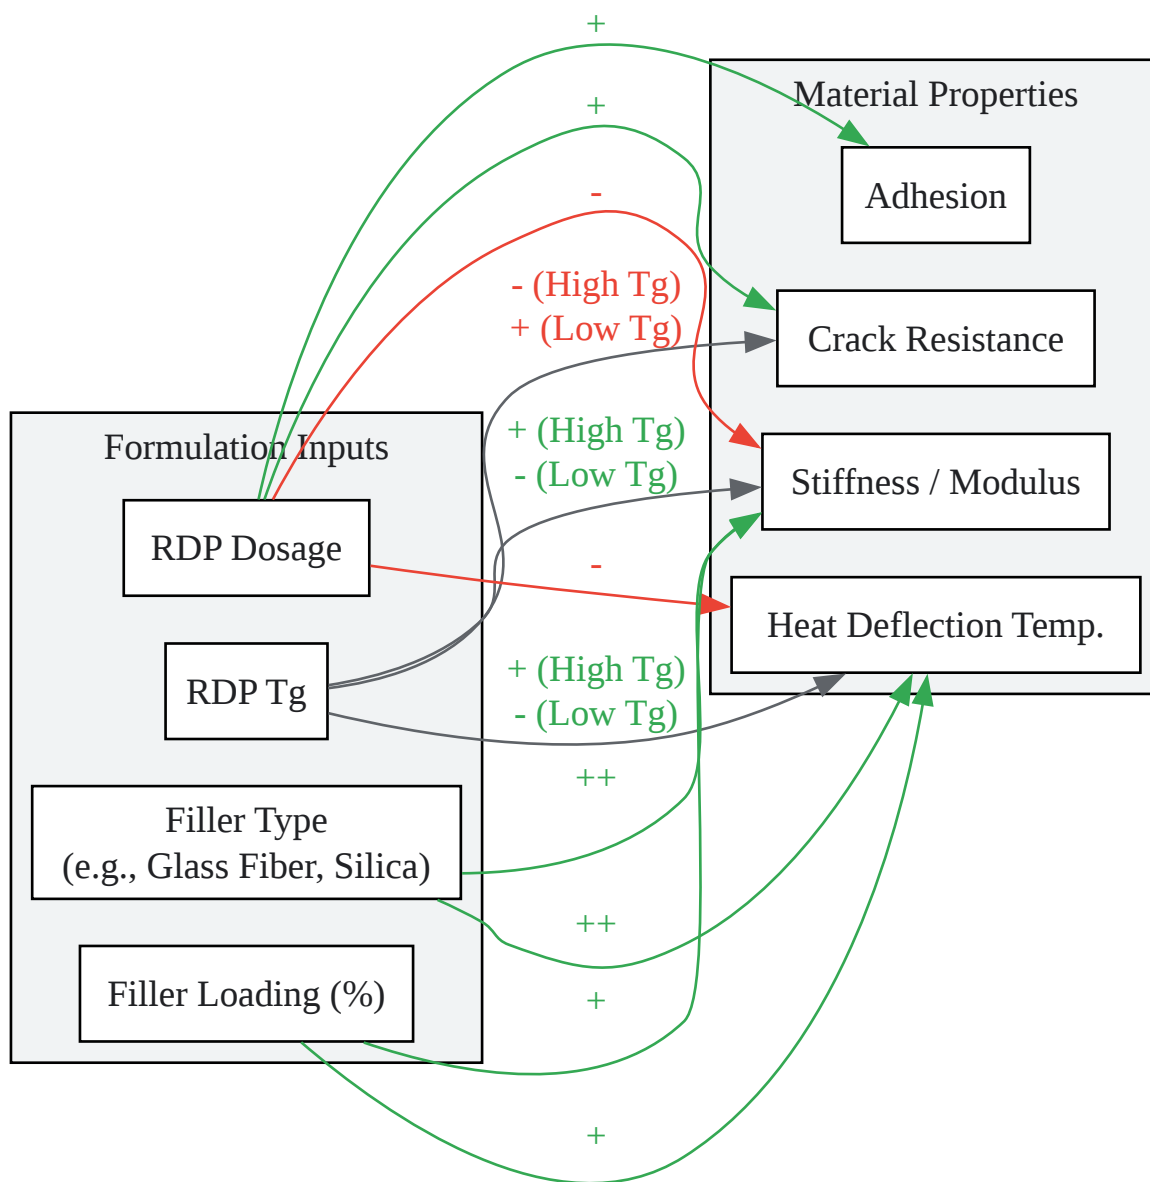 +
Material Properties
+
Adhesion
-
- (High Tg)
+ (Low Tg)
Crack Resistance
+ (High Tg)
- (Low Tg)
Stiffness / Modulus
Formulation Inputs
RDP Dosage
-
Heat Deflection Temp.
RDP Tg
+ (High Tg)
- (Low Tg)
++
Filler Type
(e.g., Glass Fiber, Silica)
++
Filler Loading (%)
+
+